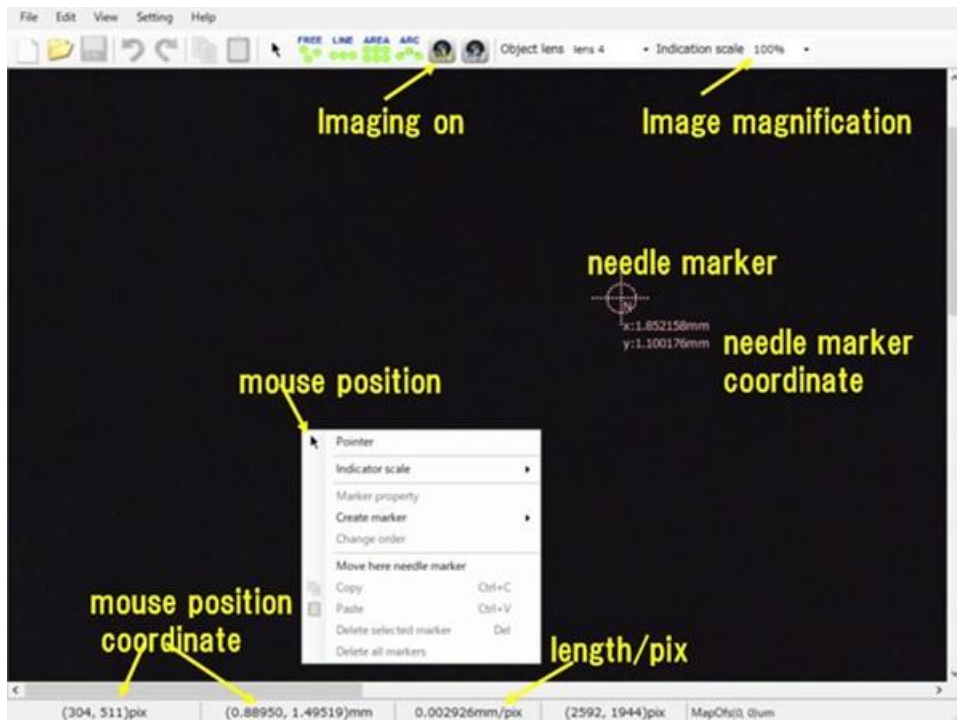 File Edit View Setting Help
FREE LINE AREA ARC Object lens lens 4 Indication scale 100%
Imaging on
Image magnification
needle marker
N
x:1.852158mm
y:1.100176mm
needle marker
coordinate
mouse position
Pointer
Indicator scale
Marker property
Create marker
Change order
Move here needle marker
Copy Ctrl+C
Paste Ctrl+V
Delete selected marker Del
Delete all markers
mouse position
coordinate
length/pix
(304, 511)pix (0.88950, 1.49519)mm 0.002926mm/pix (2592, 1944)pix MapOfs(0, 0)um